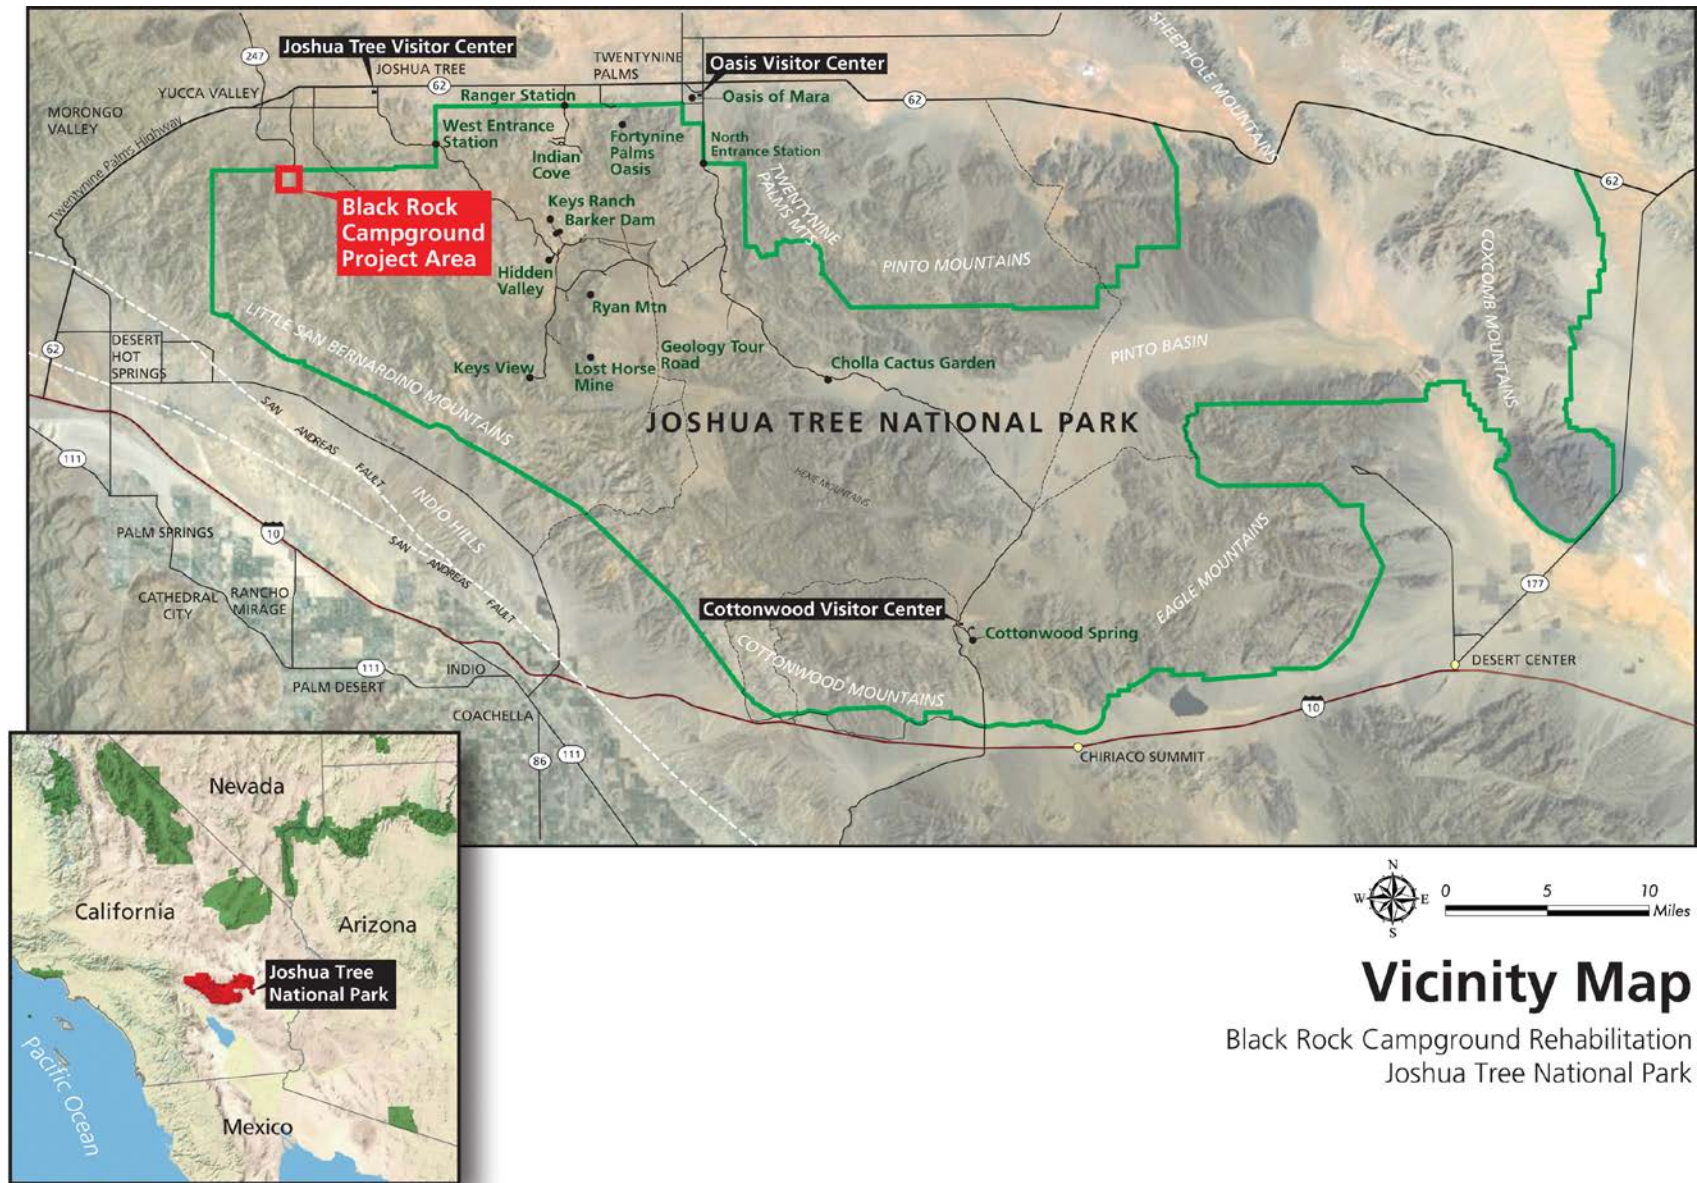 247
Joshua Tree Visitor Center
JOSHUA TREE
TWENTYNINE
PALMS
Oasis Visitor Center
SHEEPHOLE MOUNTAINS
YUCCA VALLEY
62
Ranger Station
Oasis of Mara
62
MORONGO
VALLEY
Twentynine Palms Highway
West Entrance
Station
Indian
Cove
Fortynine
Palms
Oasis
North
Entrance Station
TWENTYNINE
PALMS MTS
62
Black Rock
Campground
Project Area
Keys Ranch
Barker Dam
Hidden
Valley
PINTO MOUNTAINS
COXCOMB MOUNTAINS
Ryan Mtn
LITTLE SAN BERNARDINO MOUNTAINS
62
DESERT
HOT
SPRINGS
Keys View
Lost Horse
Mine
Geology Tour
Road
Cholla Cactus Garden
PINTO BASIN
JOSHUA TREE NATIONAL PARK
SAN ANDREAS FAULT
111
INDIO HILLS
HEXIE MOUNTAINS
PALM SPRINGS
10
SAN ANDREAS FAULT
EAGLE MOUNTAINS
177
CATHEDRAL
CITY
RANCHO
MIRAGE
Cottonwood Visitor Center
Cottonwood Spring
COTTONWOOD MOUNTAINS
111
INDIO
PALM DESERT
DESERT CENTER
COACHELLA
10
86
111
CHIRIACO SUMMIT
Nevada
California
Arizona
Joshua Tree
National Park
Pacific Ocean
Mexico
N
W
E
S
0
5
10
Miles
Vicinity Map
Black Rock Campground Rehabilitation
Joshua Tree National Park